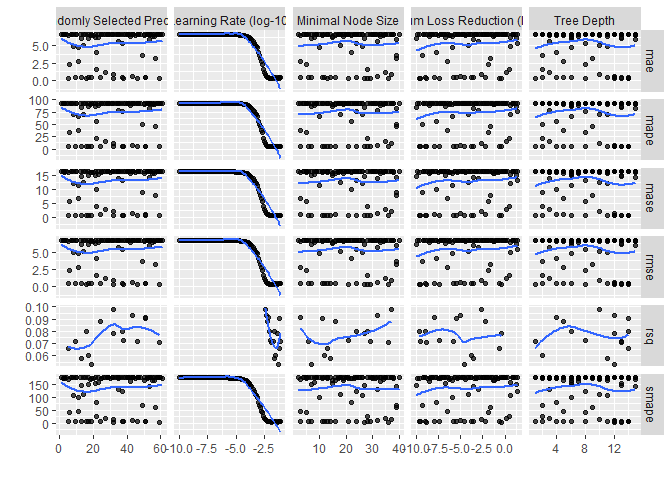 domly Selected Pred
earning Rate (log-10
Minimal Node Size
m Loss Reduction (l
Tree Depth
5.0
2.5
0.0
mae
100
75
50
25
0
mape
15
10
5
0
mase
5.0
2.5
0.0
rmse
0.10
0.09
0.08
0.07
0.06
rsq
150
100
50
0
smape
0 20 40 60
-10.0 -7.5 -5.0 -2.5
10 20 30 40
-10.0 -7.5 -5.0 -2.5 0.0
4 8 12